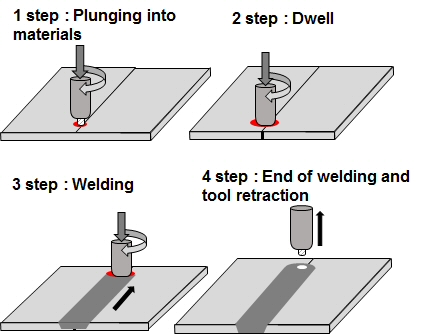 1 step : Plunging into
materials
2 step : Dwell
3 step : Welding
4 step : End of welding and
tool retraction